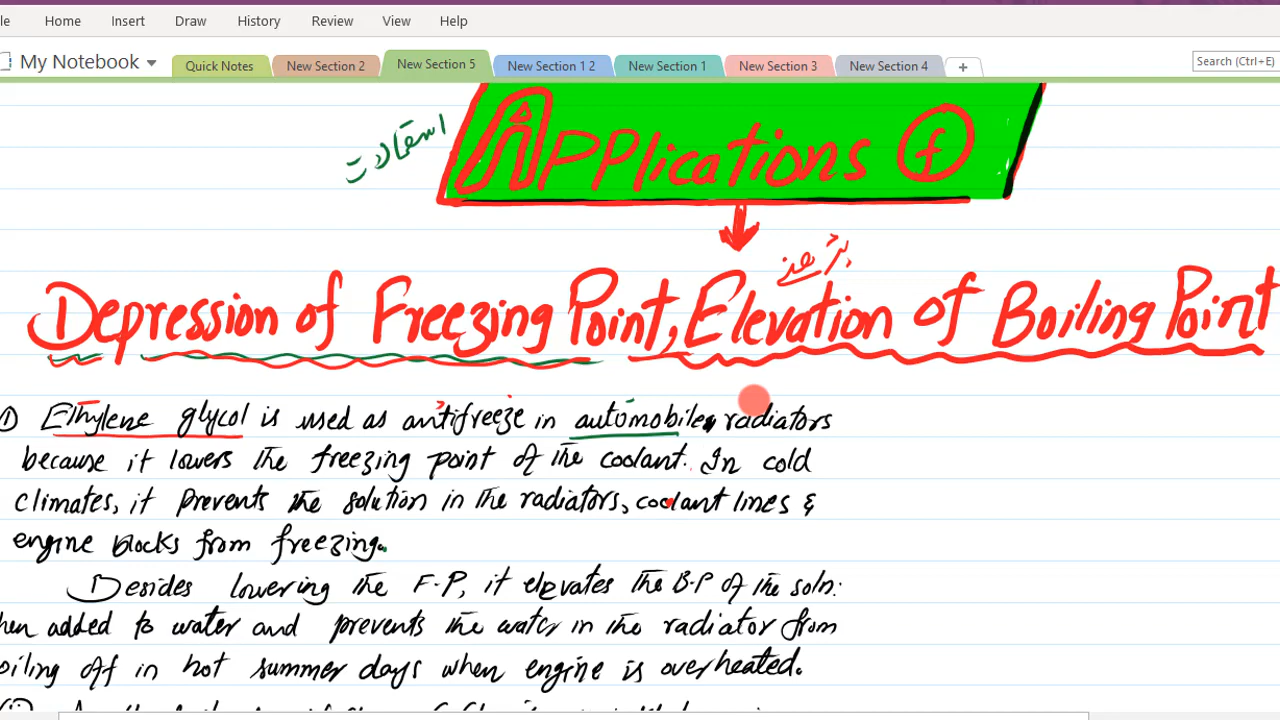 Home Insert Draw History Review View Help
My Notebook Quick Notes New Section 2 New Section 5 New Section 1 2 New Section 1 New Section 3 New Section 4 + Search (Ctrl+E)
Applications of
Depression of Freezing Point, Elevation of Boiling Point
1) Ethylene glycol is used as antifreeze in automobile radiators
because it lowers the freezing point of the coolant. In cold
climates, it prevents the solution in the radiators, coolant lines &
engine blocks from freezing.
Besides lowering the F.P, it elevates the B.P of the soln:
hen added to water and prevents the water in the radiator from
oiling off in hot summer days when engine is overheated.